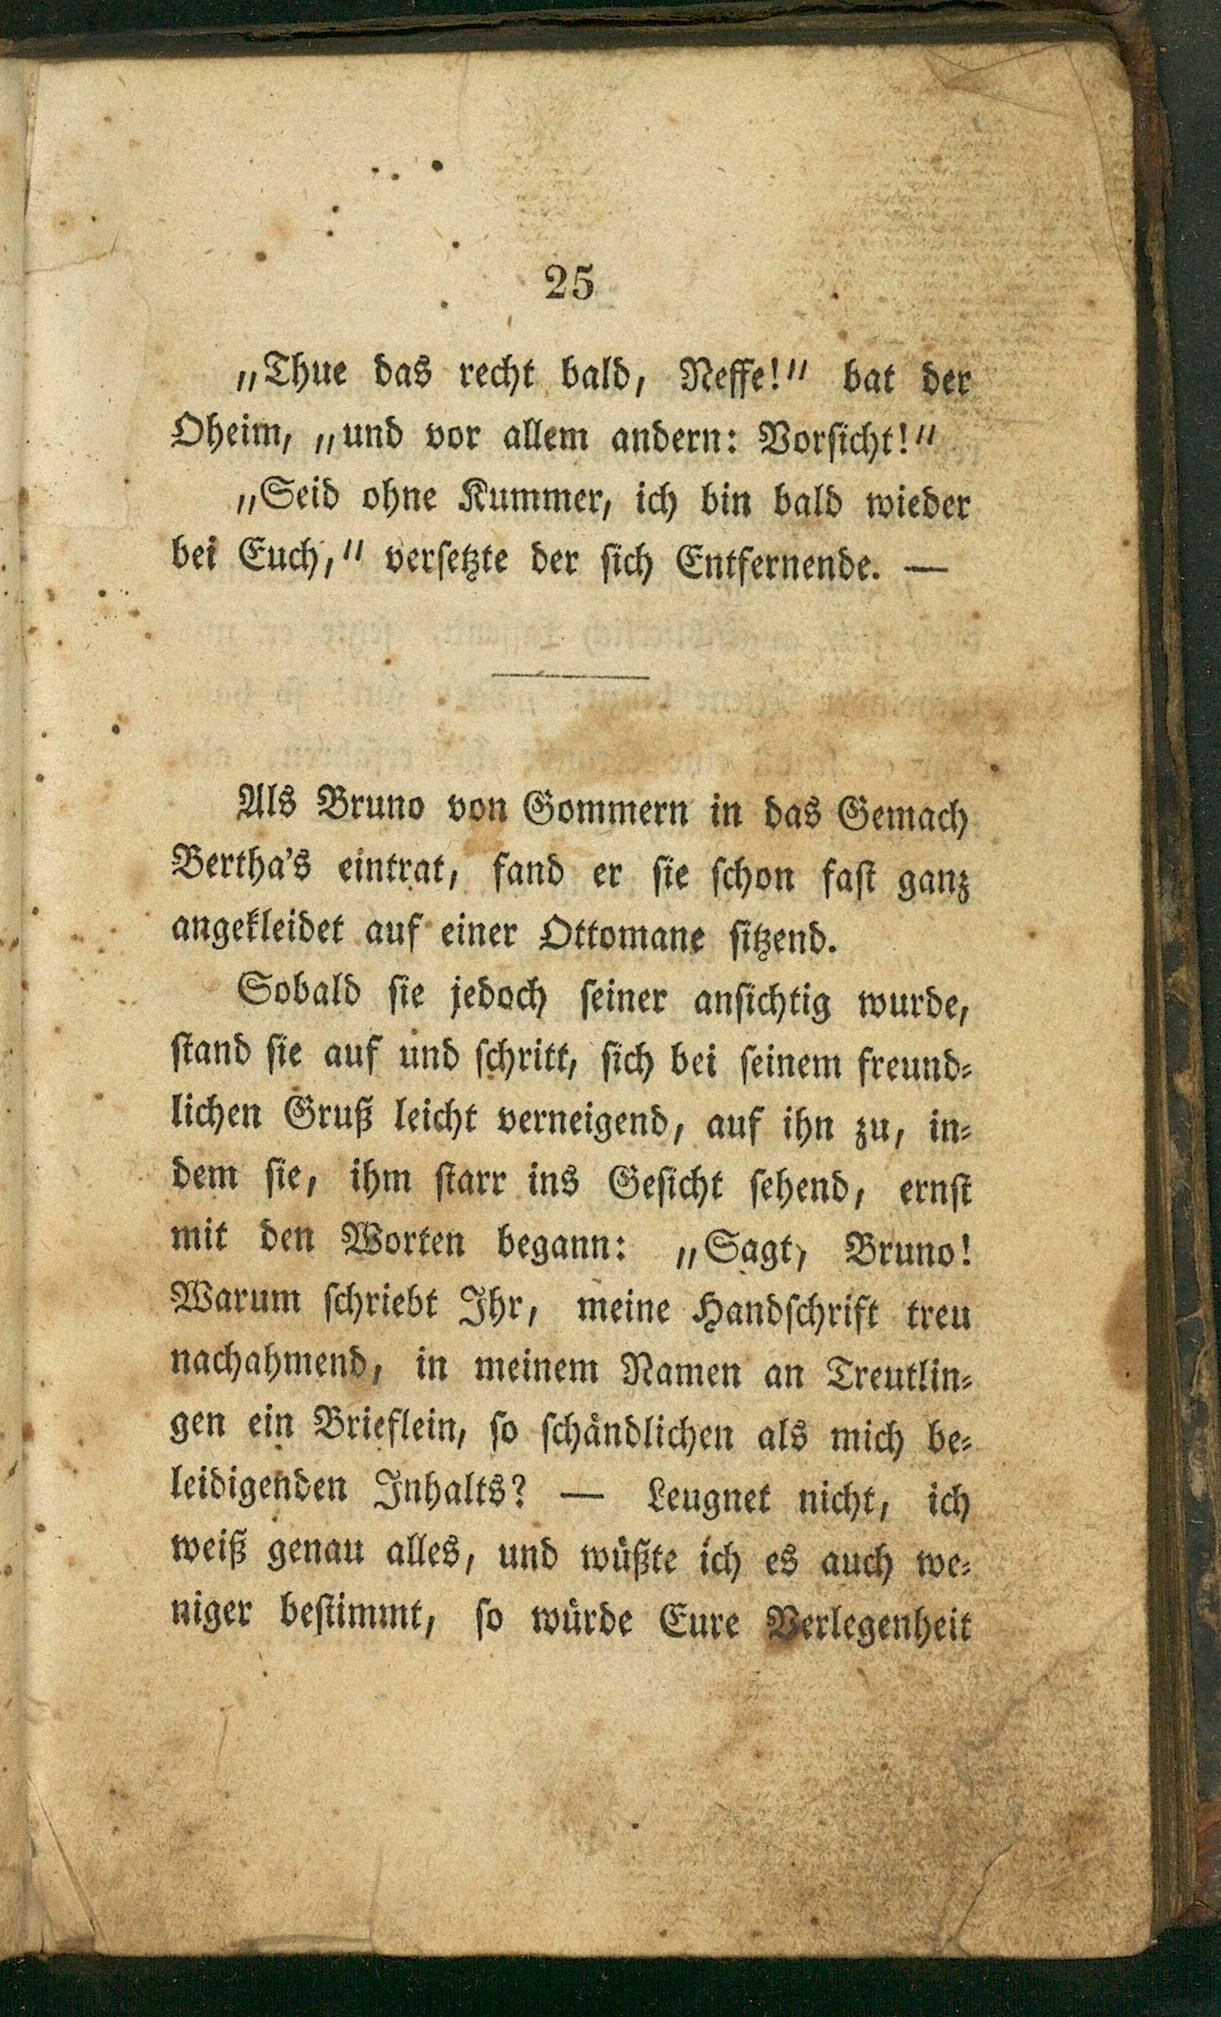 25
„Thue das recht bald, Neffe!" bat der
Oheim, „und vor allem andern: Vorsicht!"
„Seid ohne Kummer, ich bin bald wieder
bei Euch," versetzte der sich Entfernende. —
Als Bruno von Gommern in das Gemach
Bertha's eintrat, fand er sie schon fast ganz
angekleidet auf einer Ottomane sitzend.
Sobald sie jedoch seiner ansichtig wurde,
stand sie auf und schritt, sich bei seinem freund-
lichen Gruß leicht verneigend, auf ihn zu, in-
dem sie, ihm starr ins Gesicht sehend, ernst
mit den Worten begann: „Sagt, Bruno!
Warum schriebt Ihr, meine Handschrift treu
nachahmend, in meinem Namen an Treutlin-
gen ein Brieflein, so schändlichen als mich be-
leidigenden Inhalts? — Leugnet nicht, ich
weiß genau alles, und wüßte ich es auch we-
niger bestimmt, so würde Eure Verlegenheit